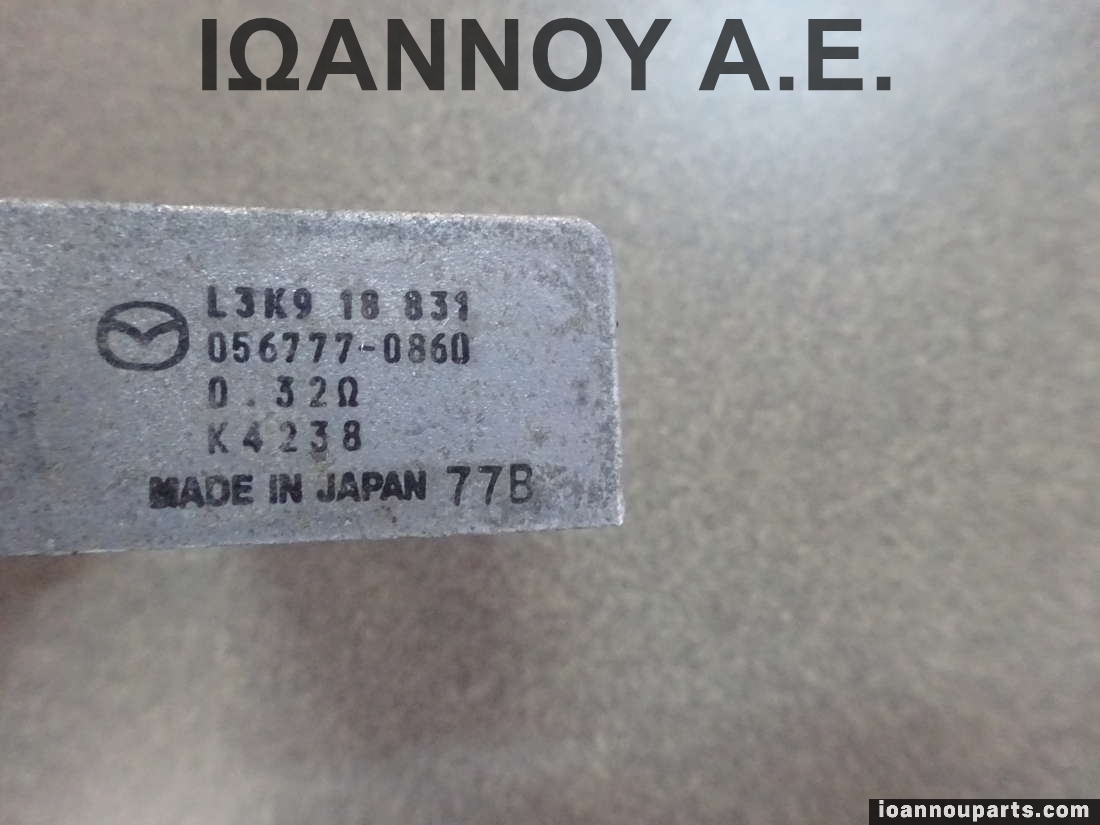 ΙΩΑΝΝΟΥ Α.Ε.
L3K9 18 831
056777-0860
0.32Ω
K4238
MADE IN JAPAN 77B
ioannouparts.com